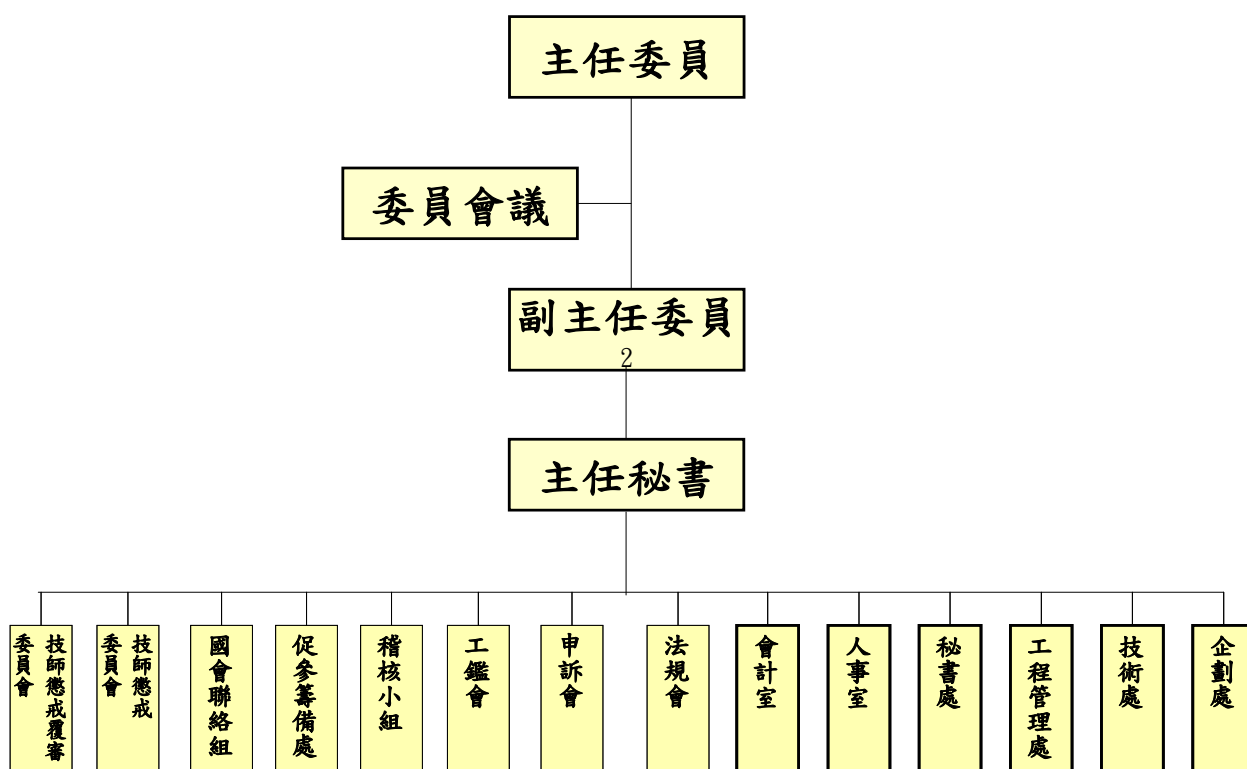 主任委員
委員會議
副主任委員
2
主任秘書
技師懲戒覆審
委員會
技師懲戒
委員會
國會聯絡組
促參籌備處
稽核小組
工鑑會
申訴會
法規會
會計室
人事室
秘書處
工程管理處
技術處
企劃處